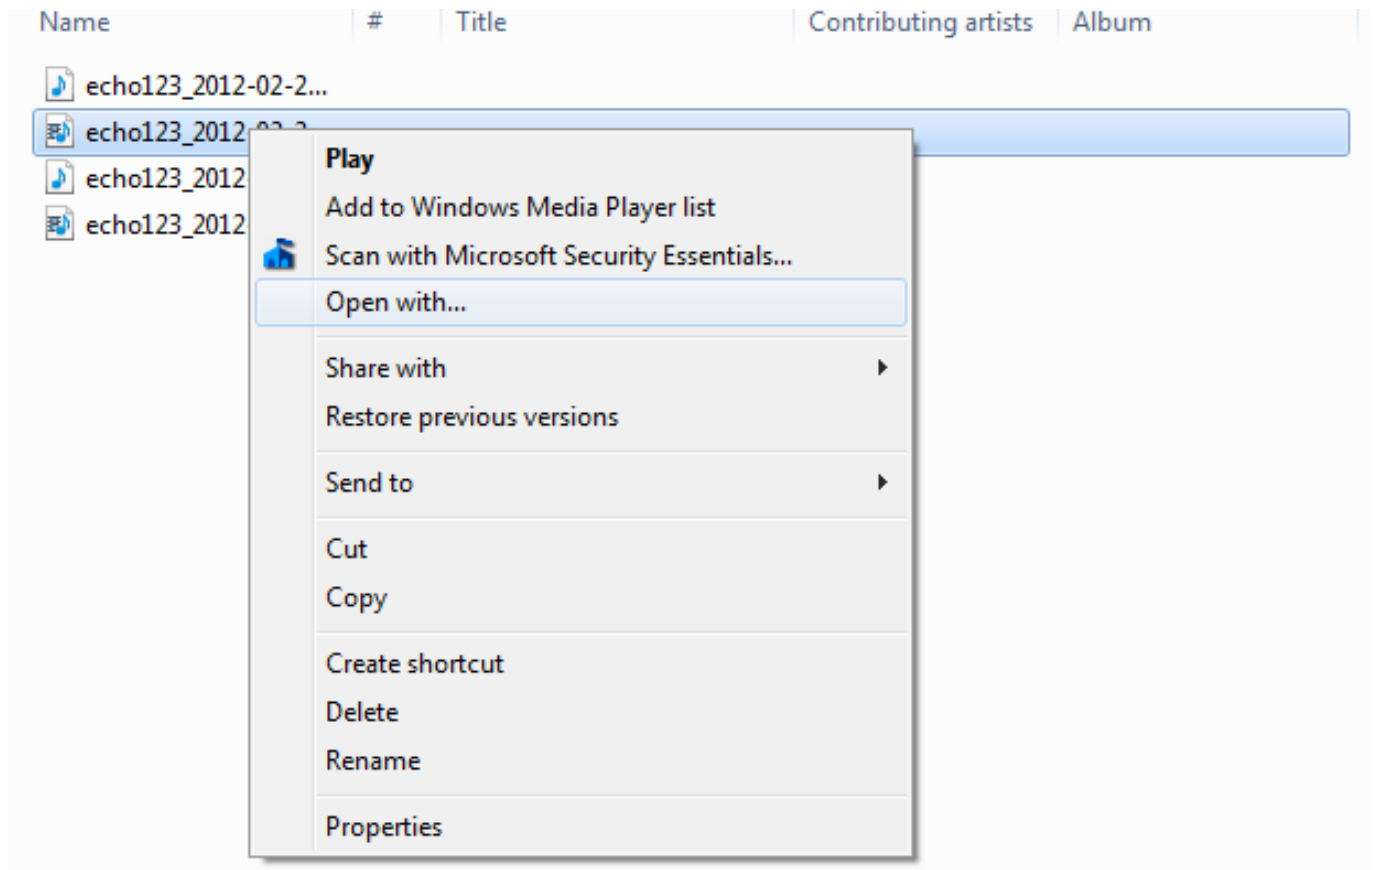 Name # Title Contributing artists Album
echo123_2012-02-2...
echo123_2012-02-2
echo123_2012
echo123_2012
Play
Add to Windows Media Player list
Scan with Microsoft Security Essentials...
Open with...
Share with
Restore previous versions
Send to
Cut
Copy
Create shortcut
Delete
Rename
Properties